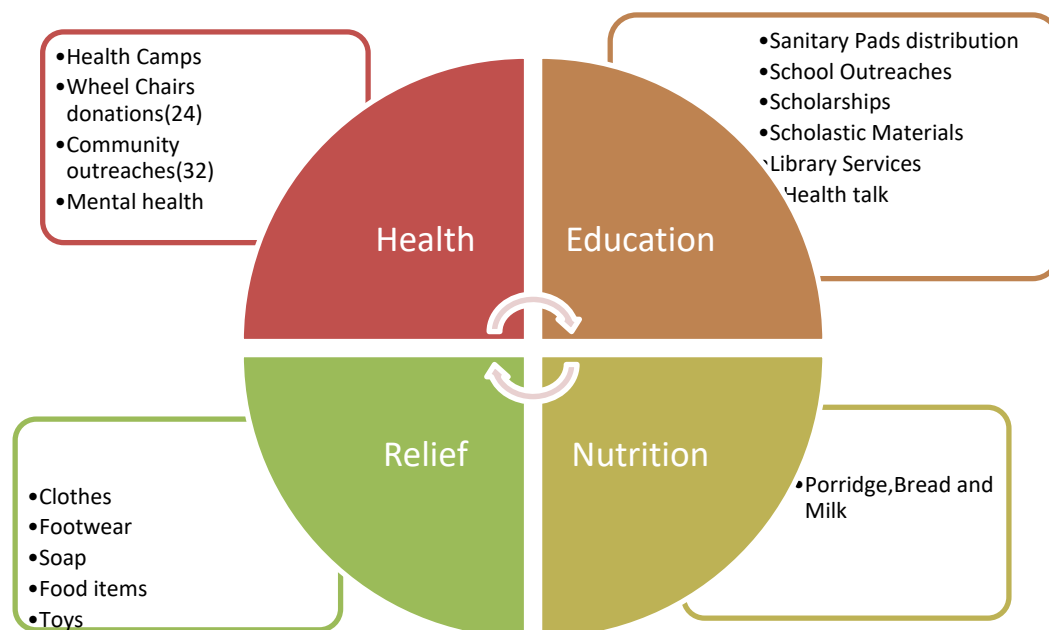 •Health Camps
•Wheel Chairs
donations(24)
•Community
outreaches(32)
•Mental health
•Sanitary Pads distribution
•School Outreaches
•Scholarships
•Scholastic Materials
•Library Services
•Health talk
Health
Education
Relief
Nutrition
•Clothes
•Footwear
•Soap
•Food items
•Toys
•Porridge,Bread and
Milk